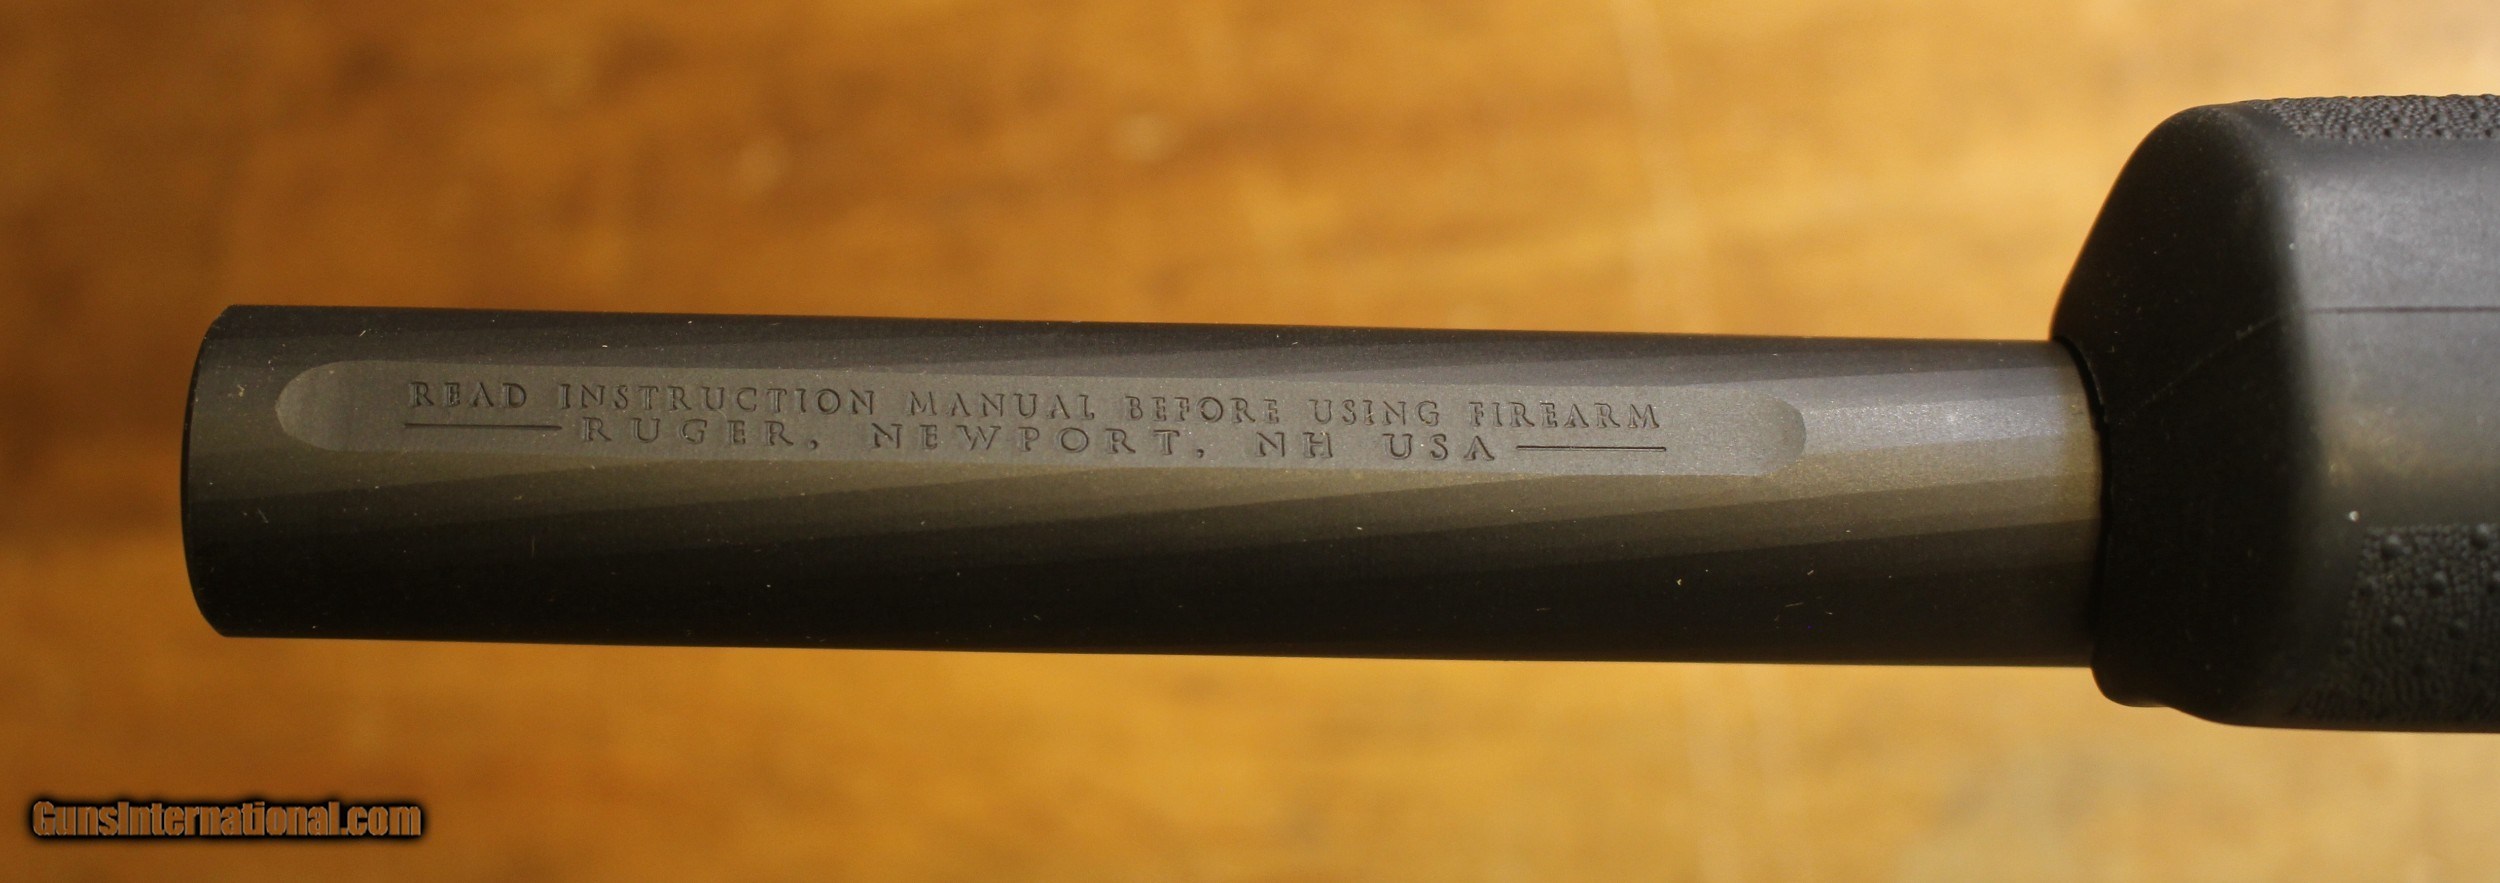 READ INSTRUCTION MANUAL BEFORE USING FIREARM
RUGER, NEWPORT, NH USA
GunsInternational.com